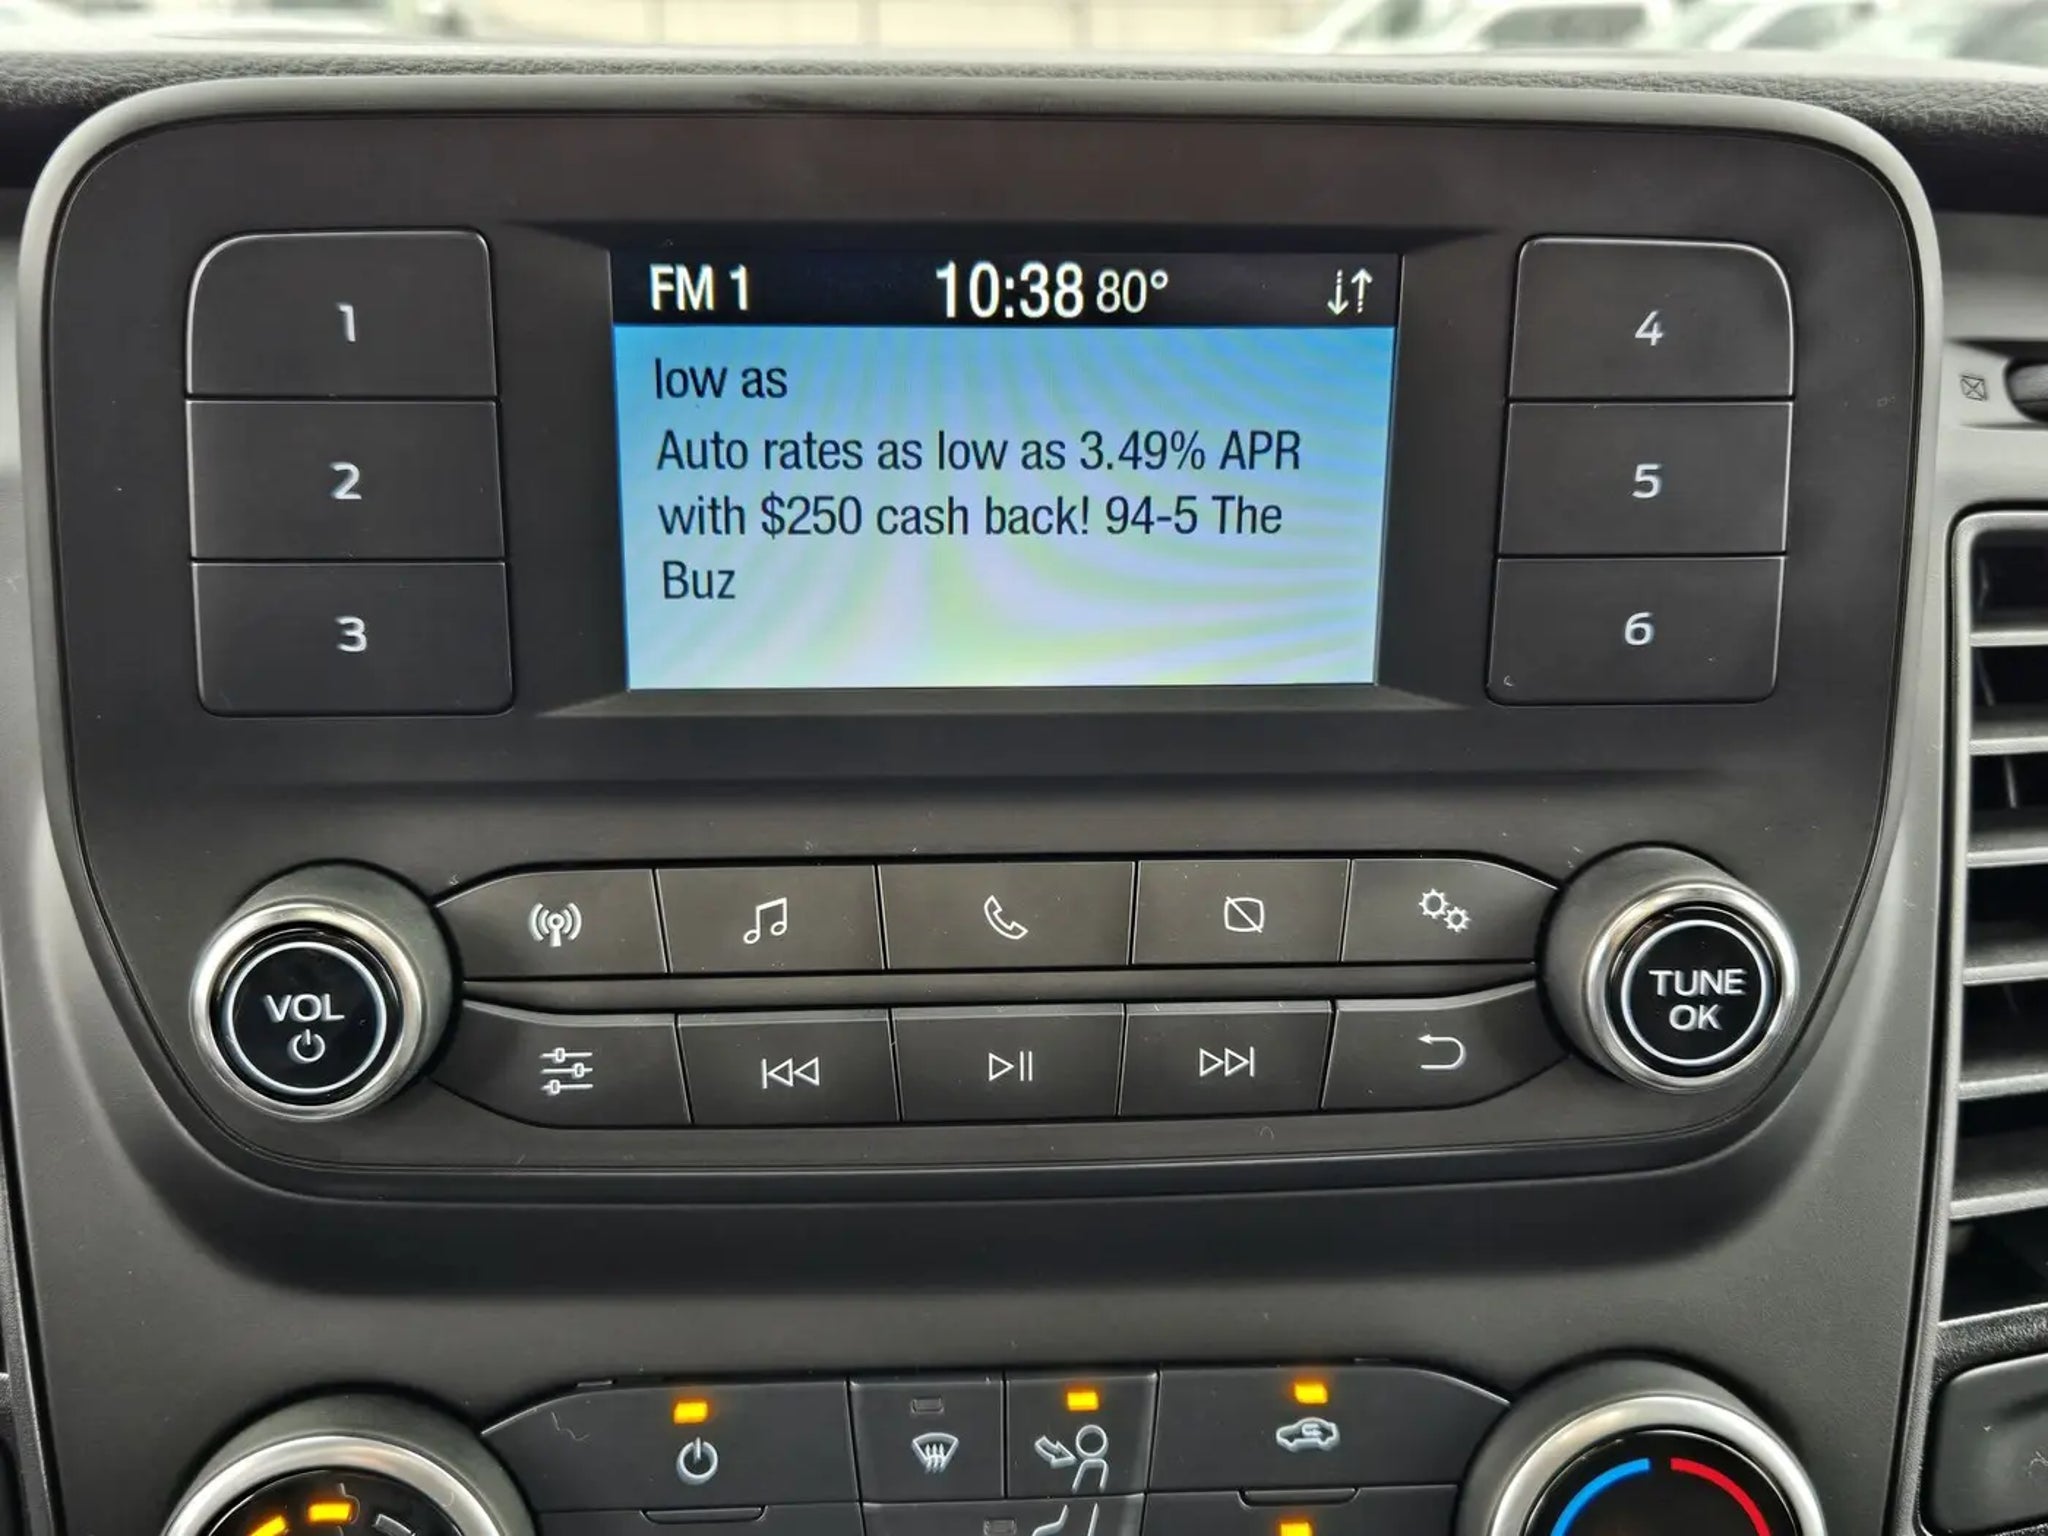 FM 1 10:38 80°
low as
Auto rates as low as 3.49% APR
with $250 cash back! 94-5 The
Buz
1
2
3
4
5
6
VOL
TUNE
OK